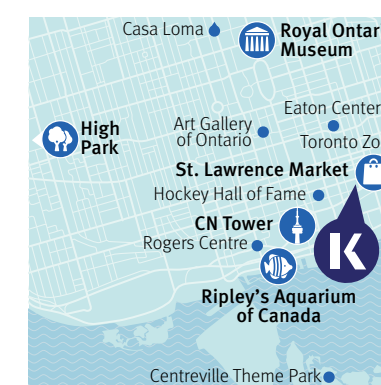 Casa Loma
Royal Ontar
Museum
High
Park
Art Gallery
of Ontario
Eaton Center
Toronto Zo
St. Lawrence Market
Hockey Hall of Fame
CN Tower
Rogers Centre
K
Ripley's Aquarium
of Canada
Centreville Theme Park